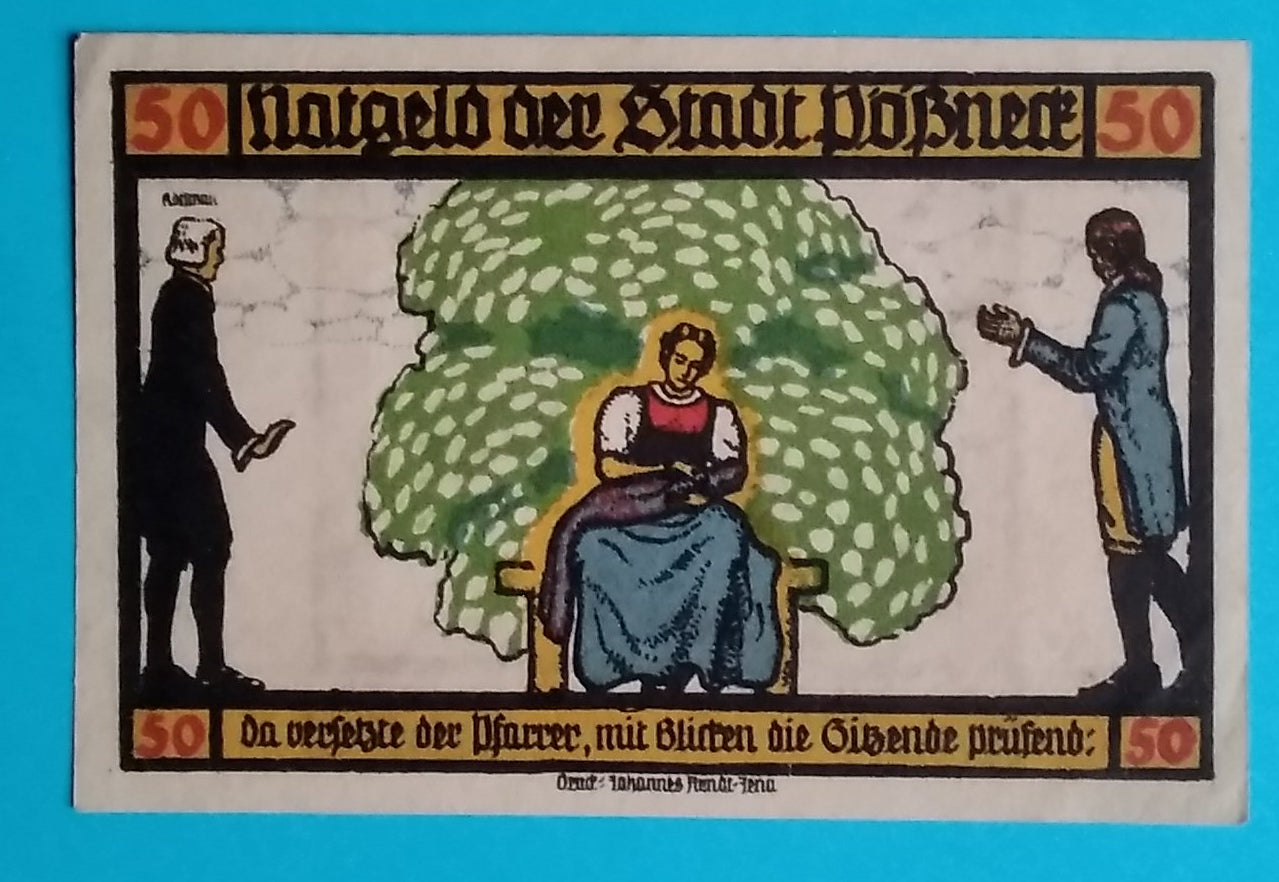 50 Notgeld der Stadt Pößneck 50
50 Da versetzte der Pfarrer, mit Blicken die Sitzende prüfend: 50
Druck: Johannes Arndt-Jena